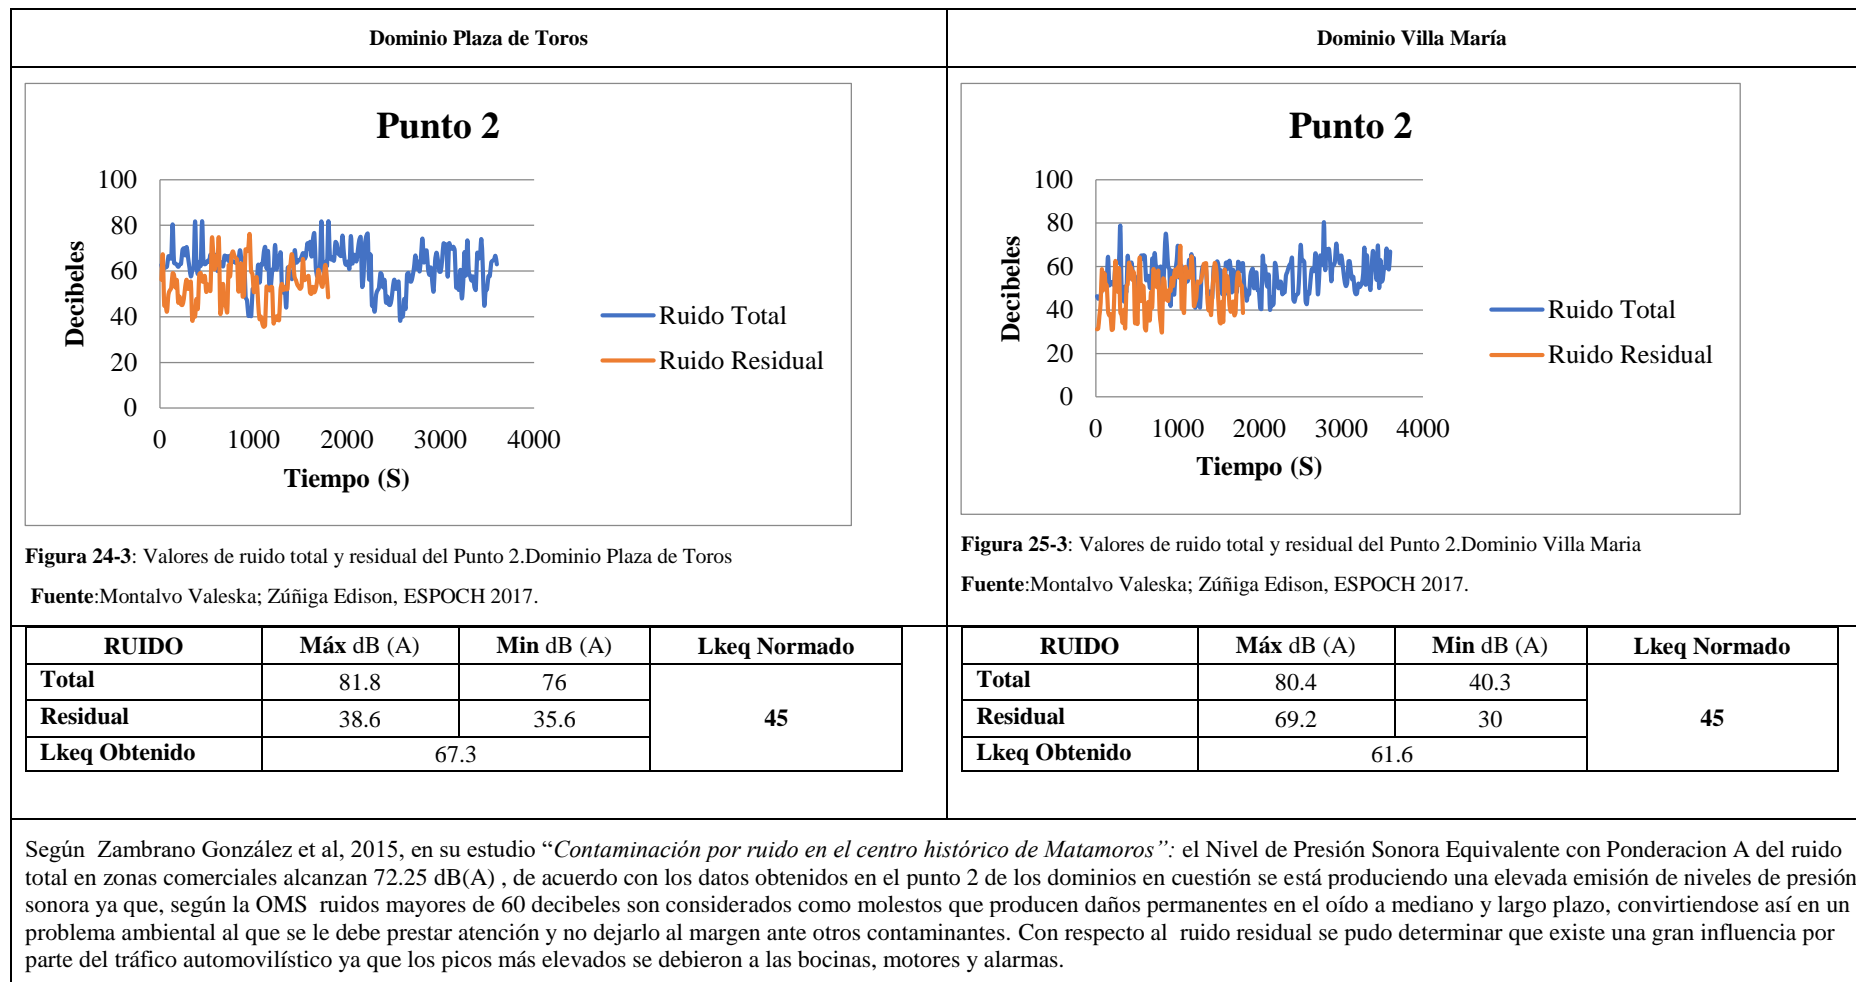 Dominio Plaza de Toros
Punto 2
Decibeles
100
80
60
40
20
0
0 1000 2000 3000 4000
Tiempo (S)
Ruido Total
Ruido Residual
Figura 24-3: Valores de ruido total y residual del Punto 2.Dominio Plaza de Toros
Fuente:Montalvo Valeska; Zúñiga Edison, ESPOCH 2017.
RUIDO Máx dB (A) Min dB (A) Lkeq Normado
Total 81.8 76
Residual 38.6 35.6 45
Lkeq Obtenido 67.3
Dominio Villa María
Punto 2
Decibeles
100
80
60
40
20
0
0 1000 2000 3000 4000
Tiempo (S)
Ruido Total
Ruido Residual
Figura 25-3: Valores de ruido total y residual del Punto 2.Dominio Villa Maria
Fuente:Montalvo Valeska; Zúñiga Edison, ESPOCH 2017.
RUIDO Máx dB (A) Min dB (A) Lkeq Normado
Total 80.4 40.3
Residual 69.2 30 45
Lkeq Obtenido 61.6
Según Zambrano González et al, 2015, en su estudio “Contaminación por ruido en el centro histórico de Matamoros”: el Nivel de Presión Sonora Equivalente con Ponderacion A del ruido
total en zonas comerciales alcanzan 72.25 dB(A) , de acuerdo con los datos obtenidos en el punto 2 de los dominios en cuestión se está produciendo una elevada emisión de niveles de presión
sonora ya que, según la OMS ruidos mayores de 60 decibeles son considerados como molestos que producen daños permanentes en el oído a mediano y largo plazo, convirtiendose así en un
problema ambiental al que se le debe prestar atención y no dejarlo al margen ante otros contaminantes. Con respecto al ruido residual se pudo determinar que existe una gran influencia por
parte del tráfico automovilístico ya que los picos más elevados se debieron a las bocinas, motores y alarmas.